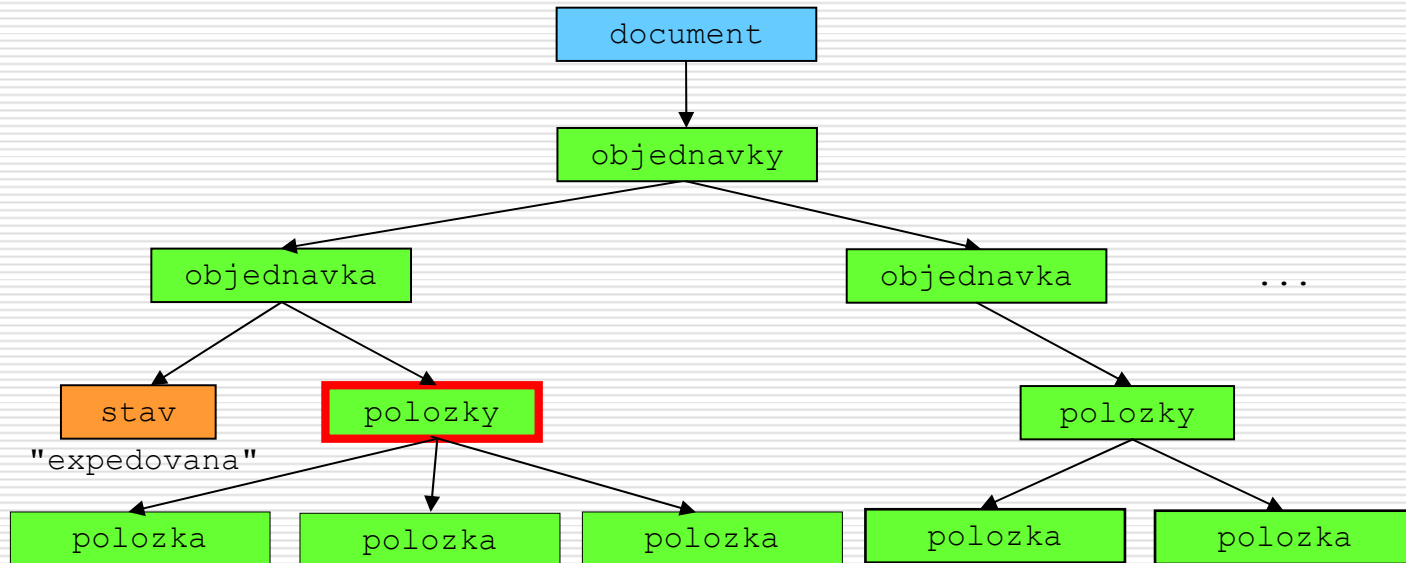 document
objednavky
objednavka
objednavka
...
stav
polozky
polozky
"expedovana"
polozka
polozka
polozka
polozka
polozka